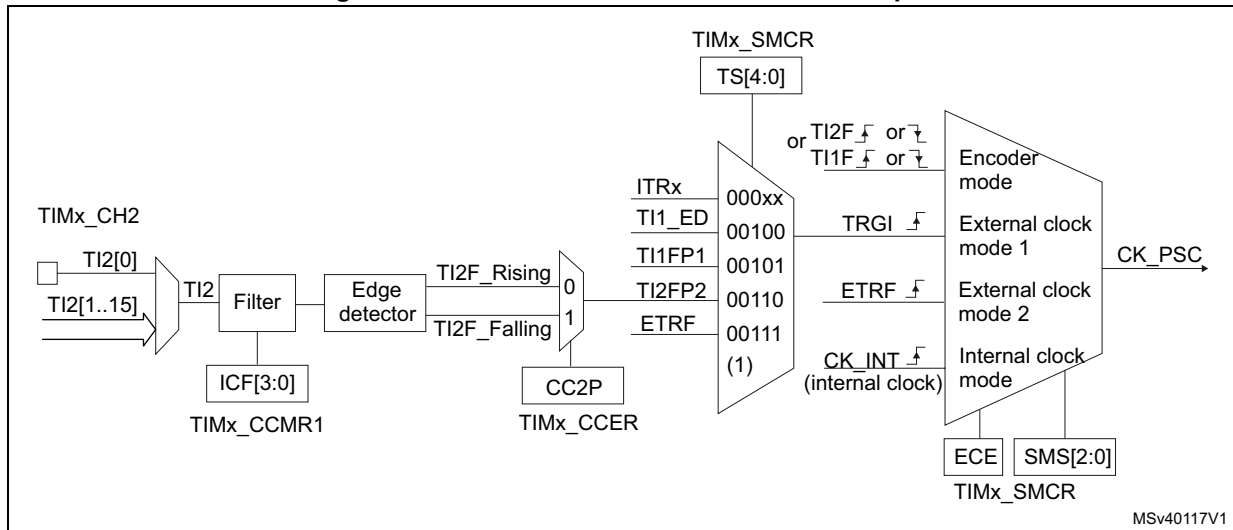 TIMx_SMCR
TS[4:0]
or TI2F or
TI1F or
Encoder
mode
ITRx
000xx
TIMx_CH2
TI1_ED
00100
TRGI
External clock
mode 1
CK_PSC
TI2[0]
TI2F_Rising
0
TI1FP1
00101
TI2[1..15]
TI2
Filter
Edge
detector
TI2FP2
00110
ETRF
External clock
mode 2
TI2F_Falling
1
ETRF
00111
(1)
CK_INT
(internal clock)
Internal clock
mode
ICF[3:0]
CC2P
TIMx_CCMR1
TIMx_CCER
ECE
SMS[2:0]
TIMx_SMCR
MSv40117V1